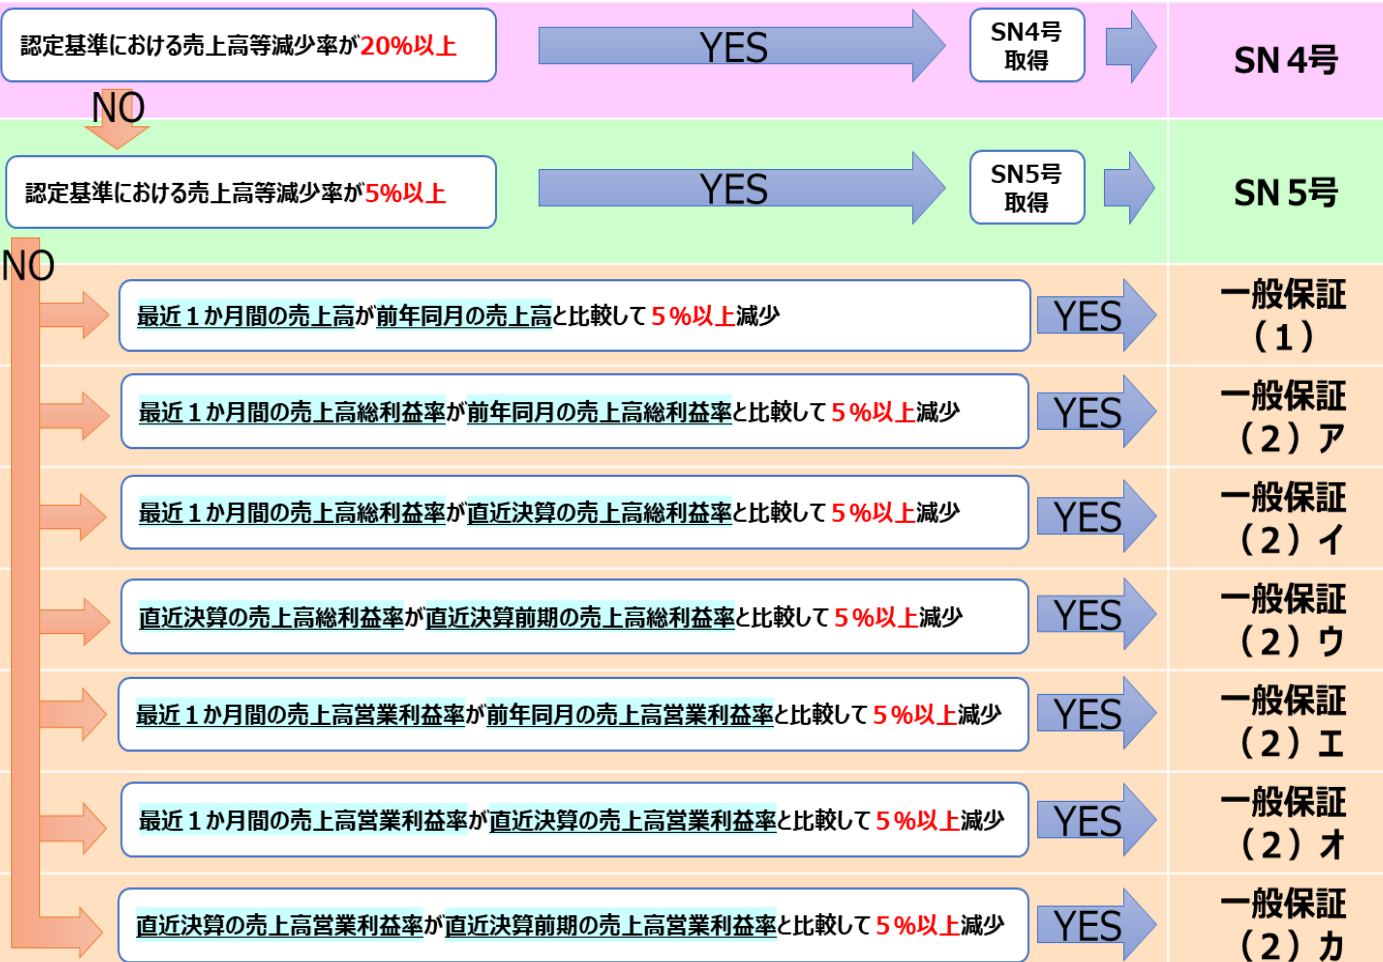 認定基準における売上高等減少率が20%以上
YES
SN4号
取得
SN 4号
NO
認定基準における売上高等減少率が5%以上
YES
SN5号
取得
SN 5号
NO
最近１か月間の売上高が前年同月の売上高と比較して５%以上減少
YES
一般保証
（１）
最近１か月間の売上高総利益率が前年同月の売上高総利益率と比較して５%以上減少
YES
一般保証
（２）ア
最近１か月間の売上高総利益率が直近決算の売上高総利益率と比較して５%以上減少
YES
一般保証
（２）イ
直近決算の売上高総利益率が直近決算前期の売上高総利益率と比較して５%以上減少
YES
一般保証
（２）ウ
最近１か月間の売上高営業利益率が前年同月の売上高営業利益率と比較して５%以上減少
YES
一般保証
（２）エ
最近１か月間の売上高営業利益率が直近決算の売上高営業利益率と比較して５%以上減少
YES
一般保証
（２）オ
直近決算の売上高営業利益率が直近決算前期の売上高営業利益率と比較して５%以上減少
YES
一般保証
（２）カ